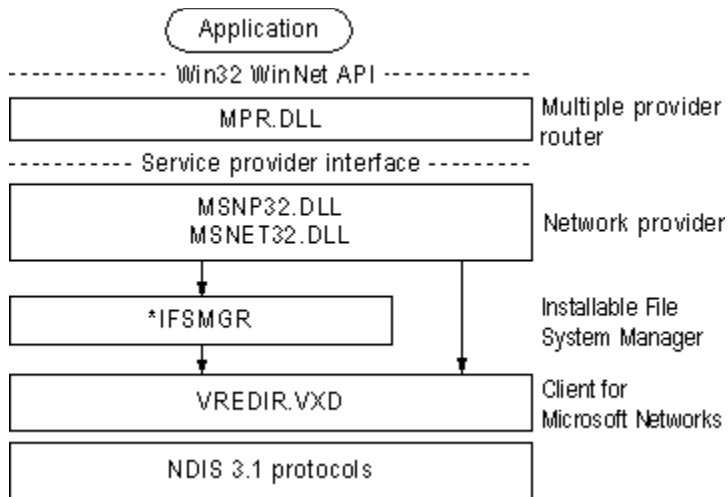 Application
Win32 WinNet API
MPR.DLL
Multiple provider
router
Service provider interface
MSNP32.DLL
MSNET32.DLL
Network provider
*IFSMGR
Installable File
System Manager
VREDIR.VXD
Client for
Microsoft Networks
NDIS 3.1 protocols